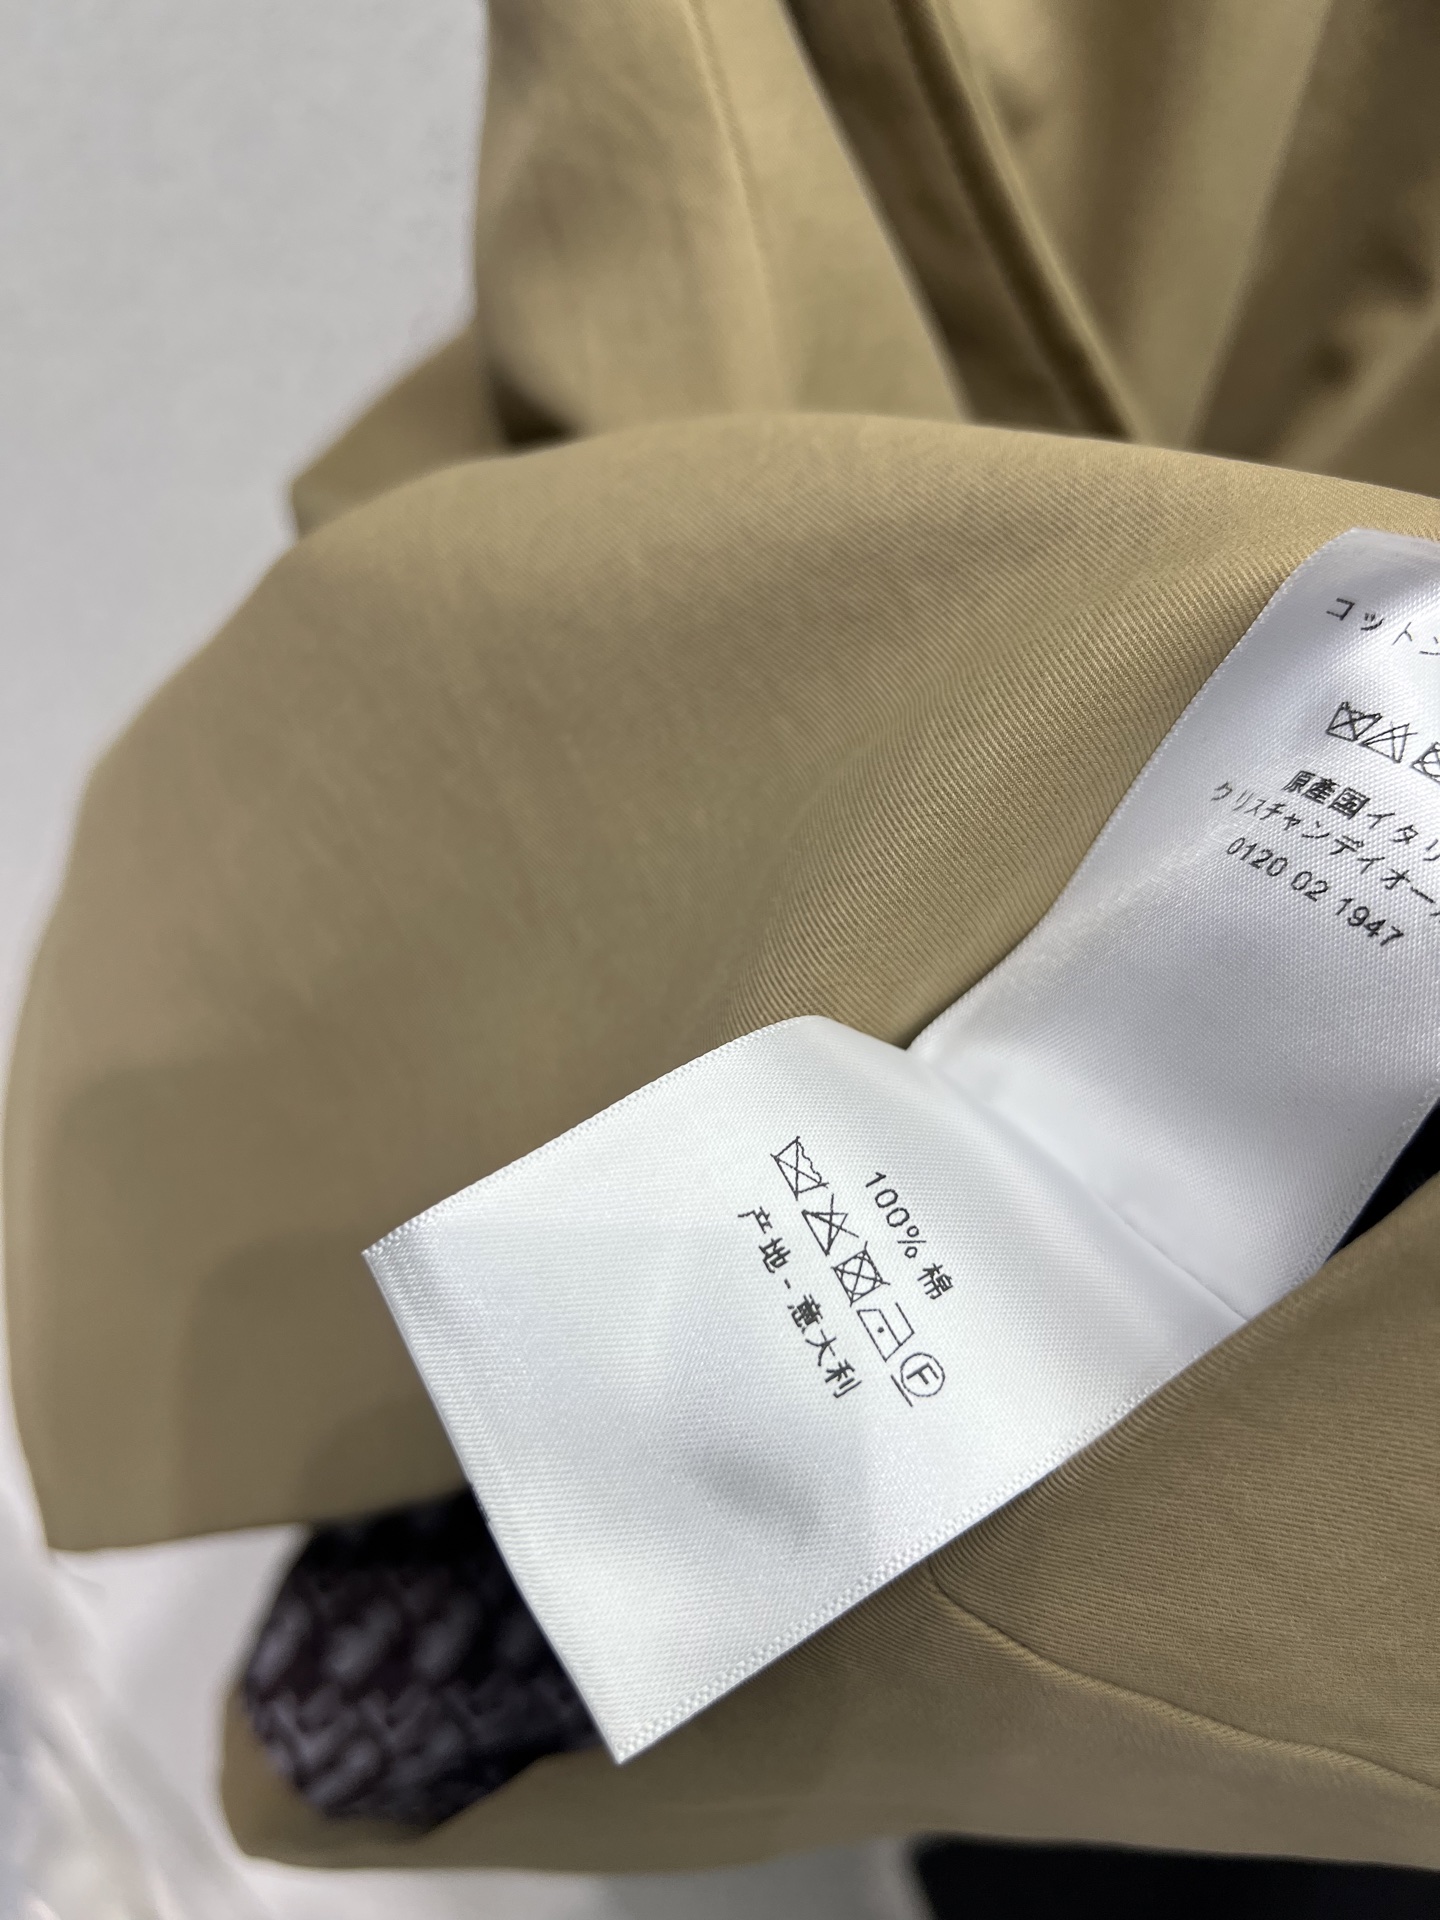 コットン
原産国イタリ
クリスチャンディオール
0120 02 1947
100% 棉
F
产地 - 意大利